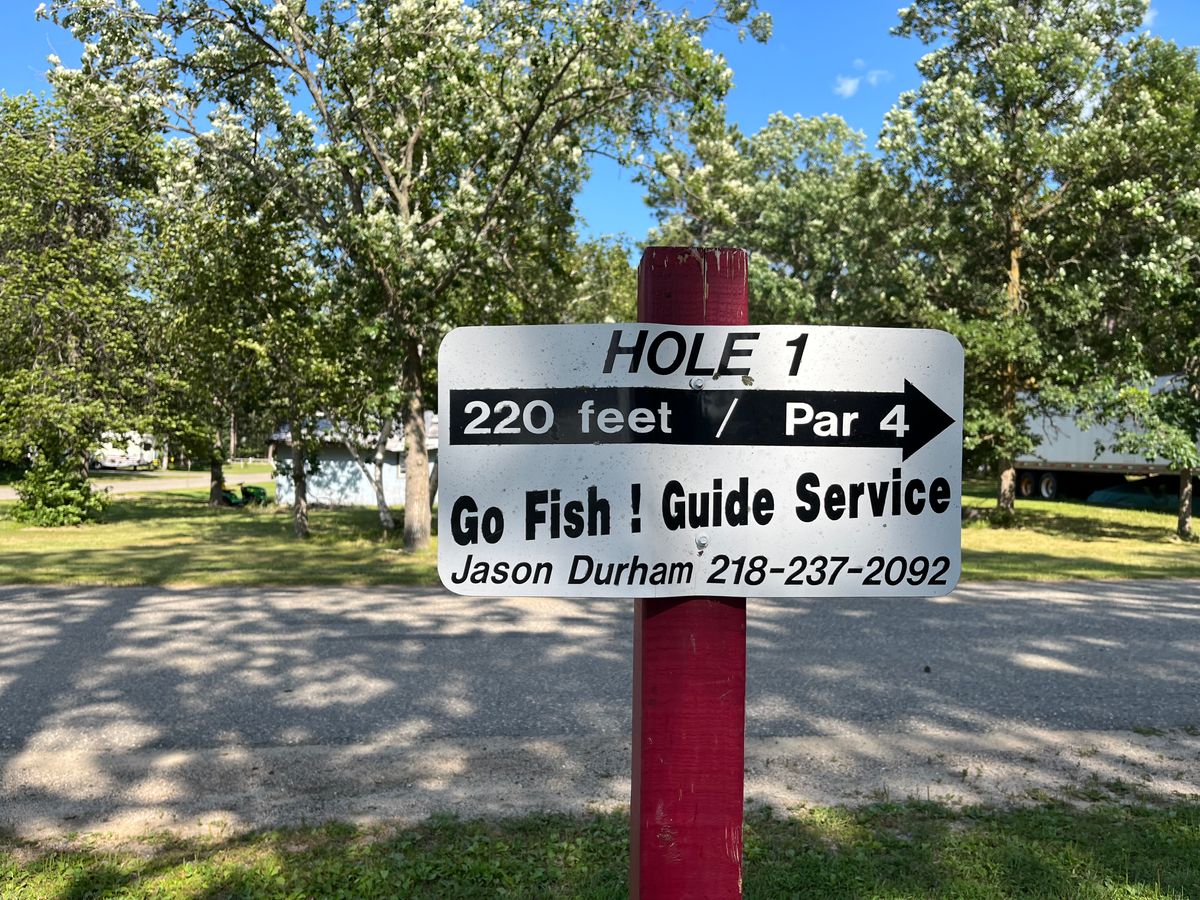 HOLE 1
220 feet / Par 4
Go Fish ! Guide Service
Jason Durham 218-237-2092